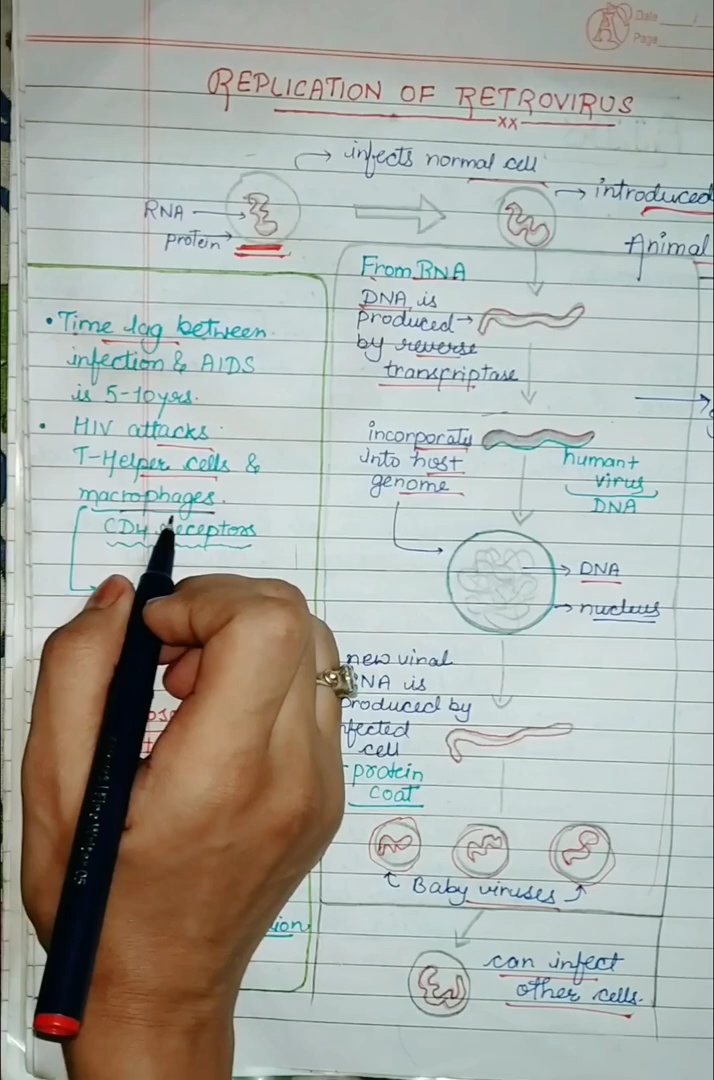 Date
Page
REPLICATION OF RETROVIRUS
xx
infects normal cell
introduced
RNA
protein
Animal
From RNA
DNA is
produced
by reverse
transcriptase
• Time lag between
infection & AIDS
is 5-10yrs.
• HIV attacks
T-Helper cells &
macrophages.
CD4 receptors
incorporate
into host
genome
human+
virus
DNA
DNA
nucleus
new viral
RNA is
produced by
cell
protein
coat
Baby viruses
can infect
other cells.